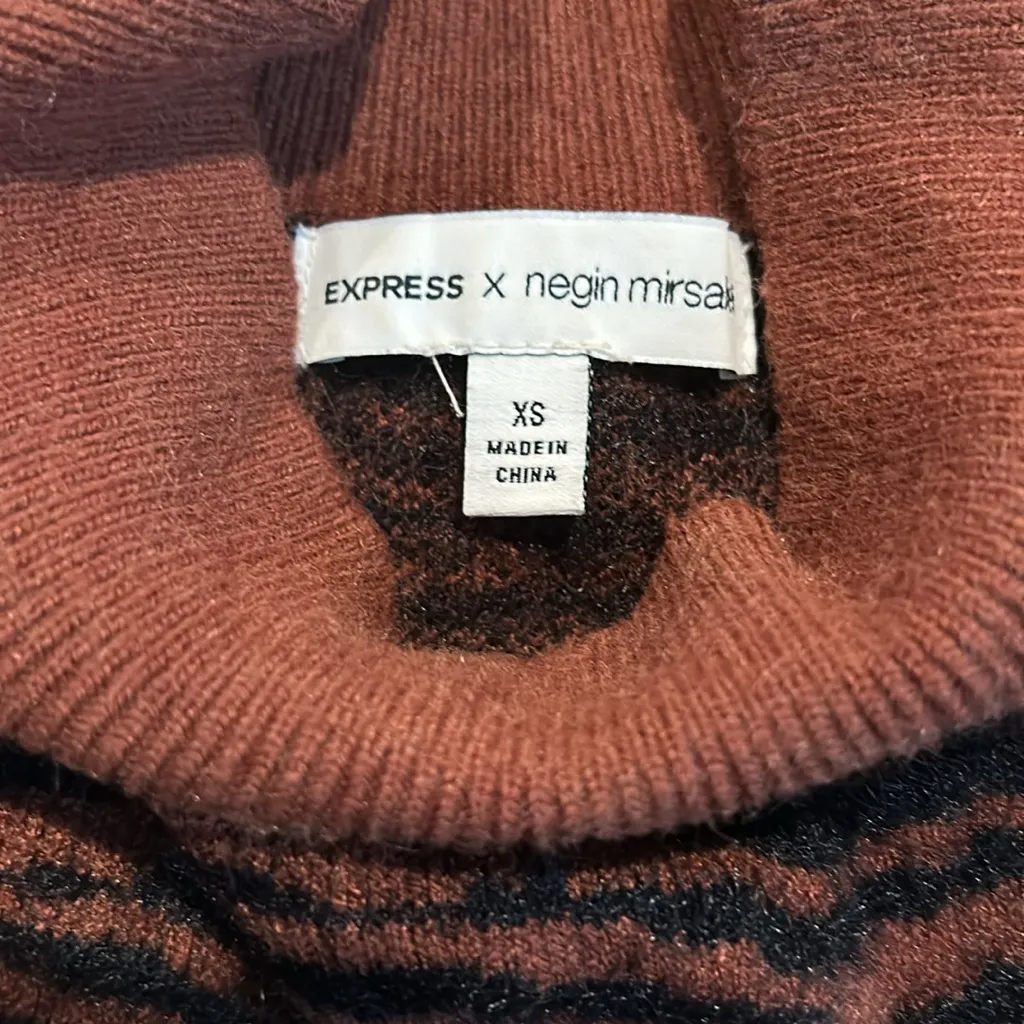 EXPRESS x negin mirsale
XS
MADE IN
CHINA